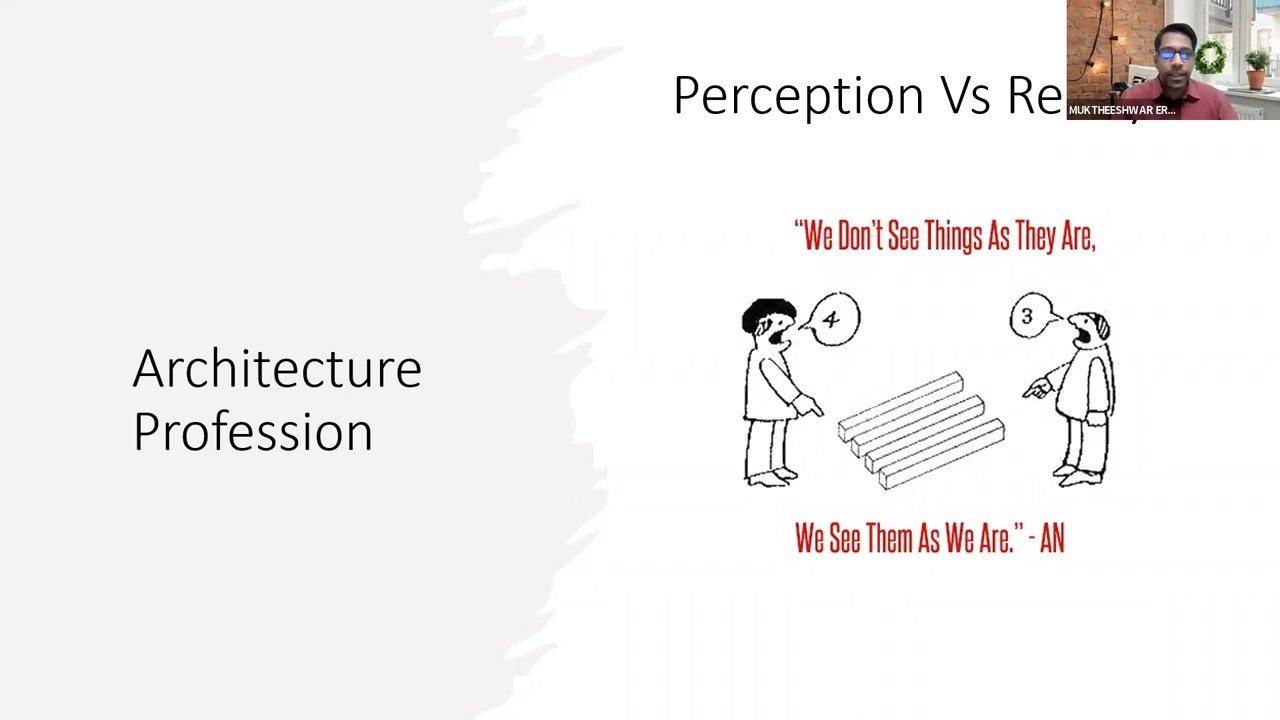 Perception Vs Re
MUKTHEESHWAR ER...
“We Don’t See Things As They Are,
4
3
Architecture
Profession
We See Them As We Are.” - AN